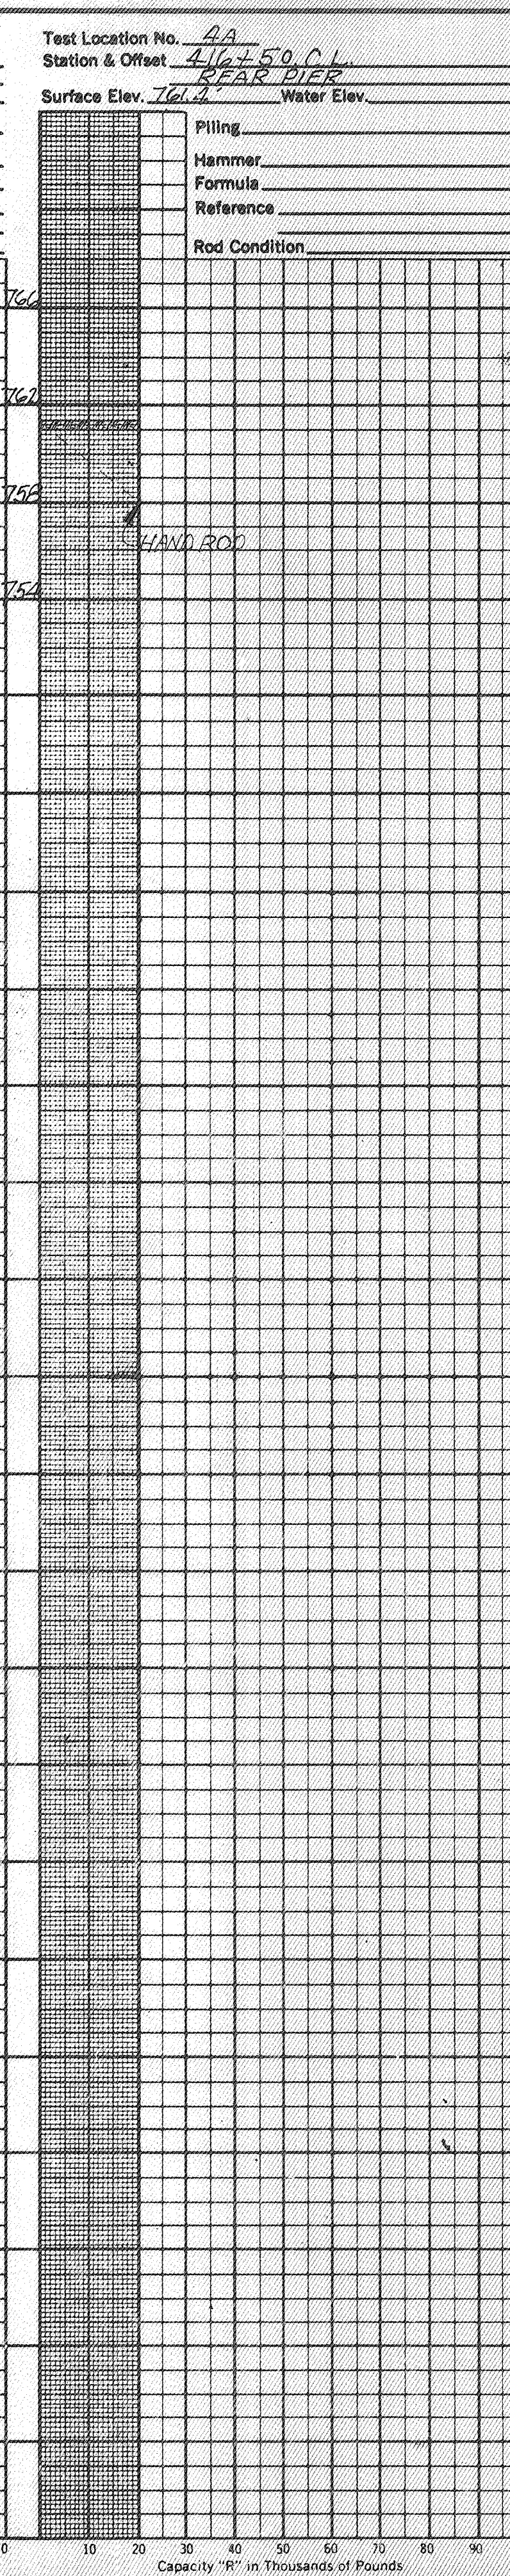 Test Location No. 4A
Station & Offset 416+50, C.L.
REAR PIER
Surface Elev. 761.2' Water Elev.
Piling
Hammer
Formula
Reference
Rod Condition
766
762
758
HAND ROD
754
0 10 20 30 40 50 60 70 80 90
Capacity "R" in Thousands of Pounds